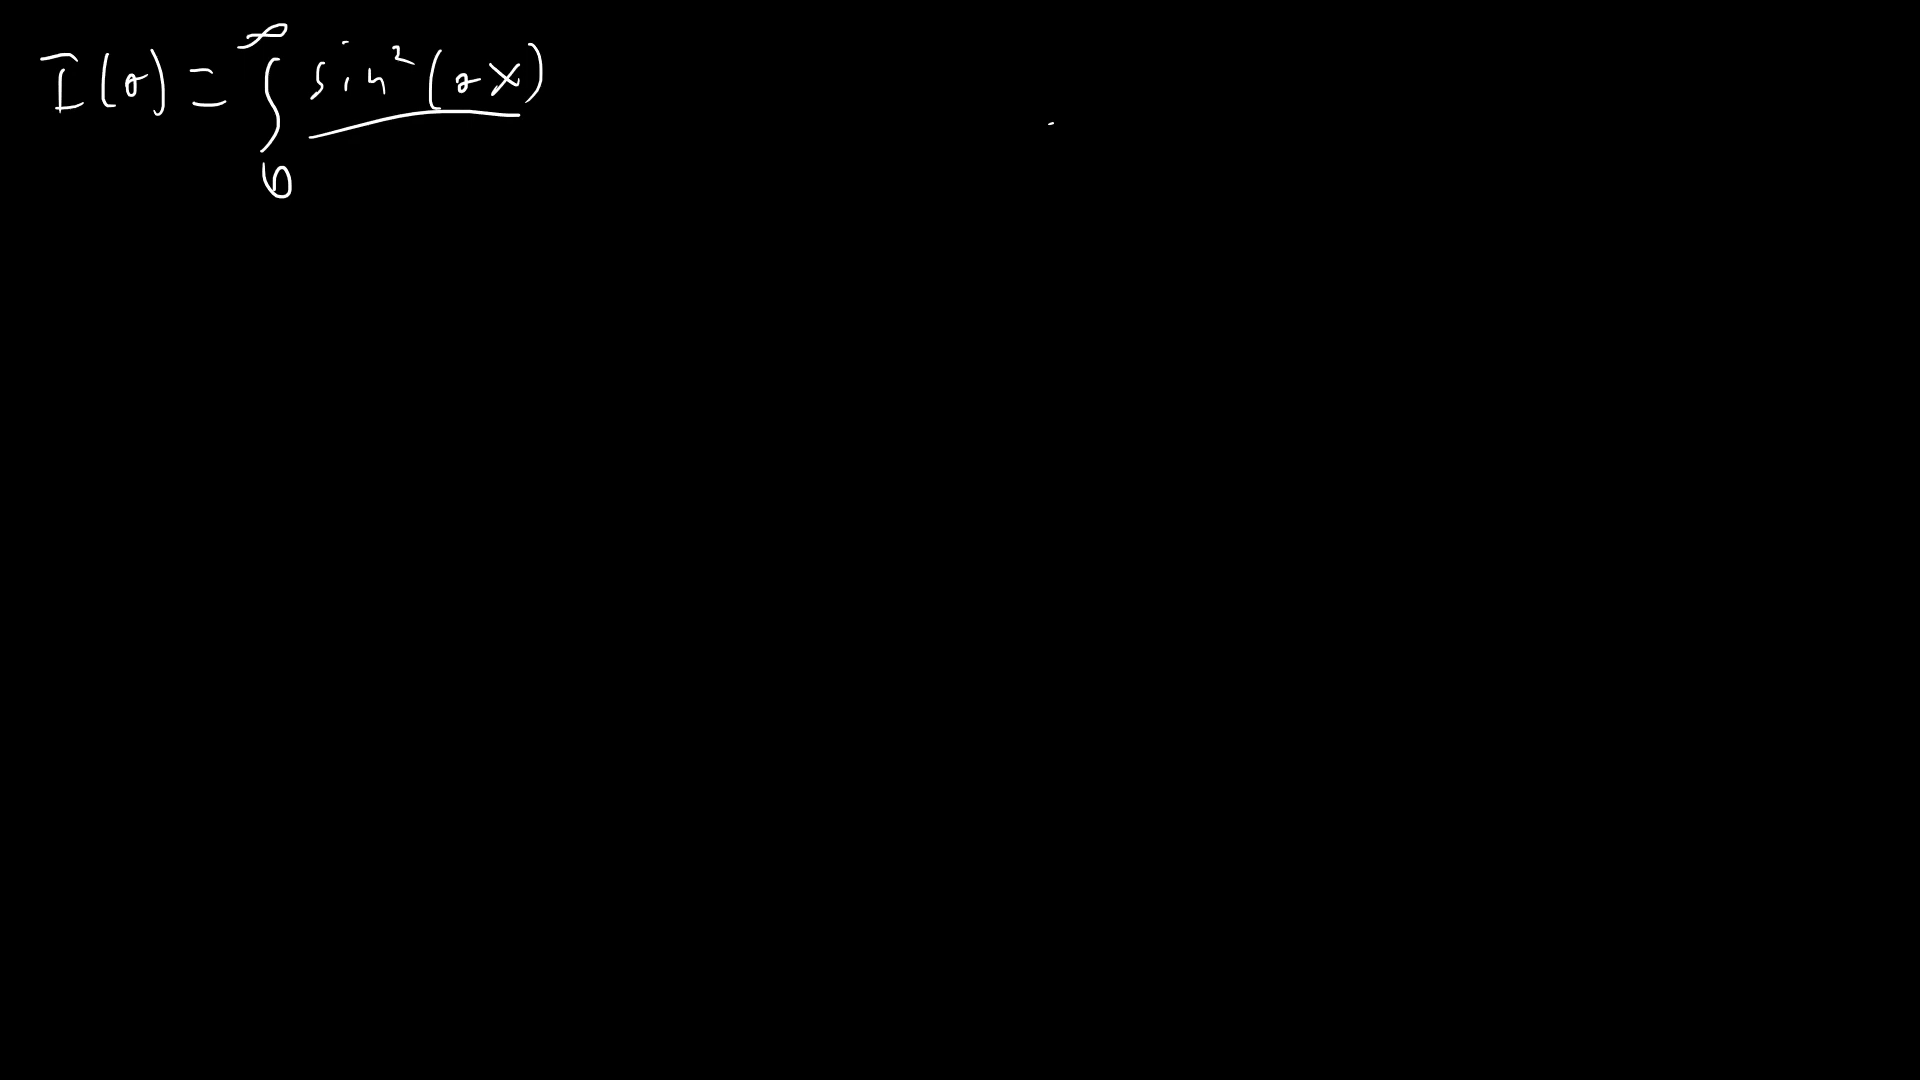 I(a) = ∫₀^∞ sin²(ax)